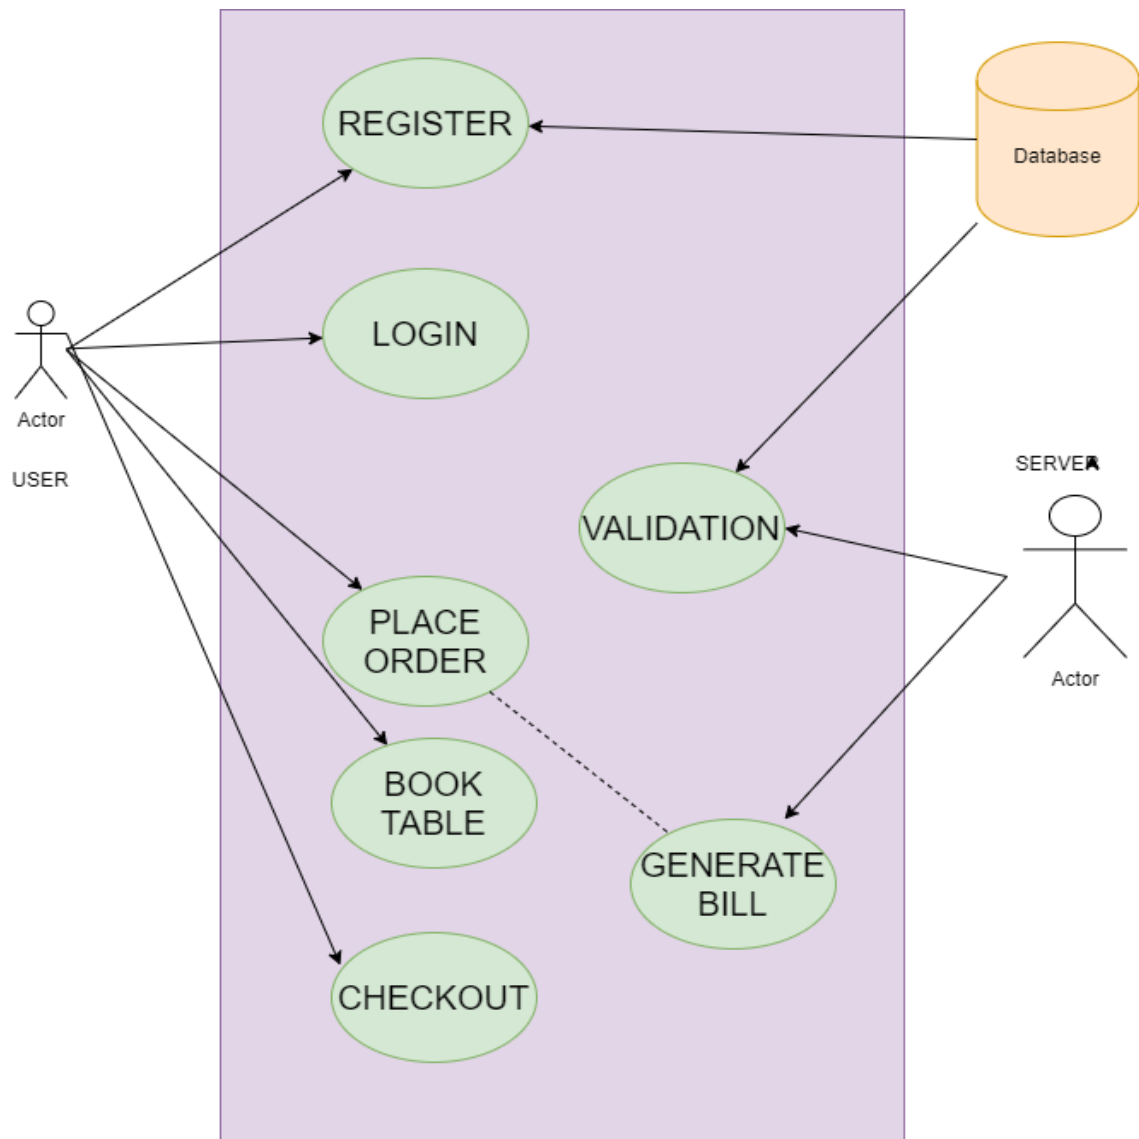 REGISTER
Database
LOGIN
Actor
USER
SERVER
VALIDATION
PLACE
ORDER
Actor
BOOK
TABLE
GENERATE
BILL
CHECKOUT